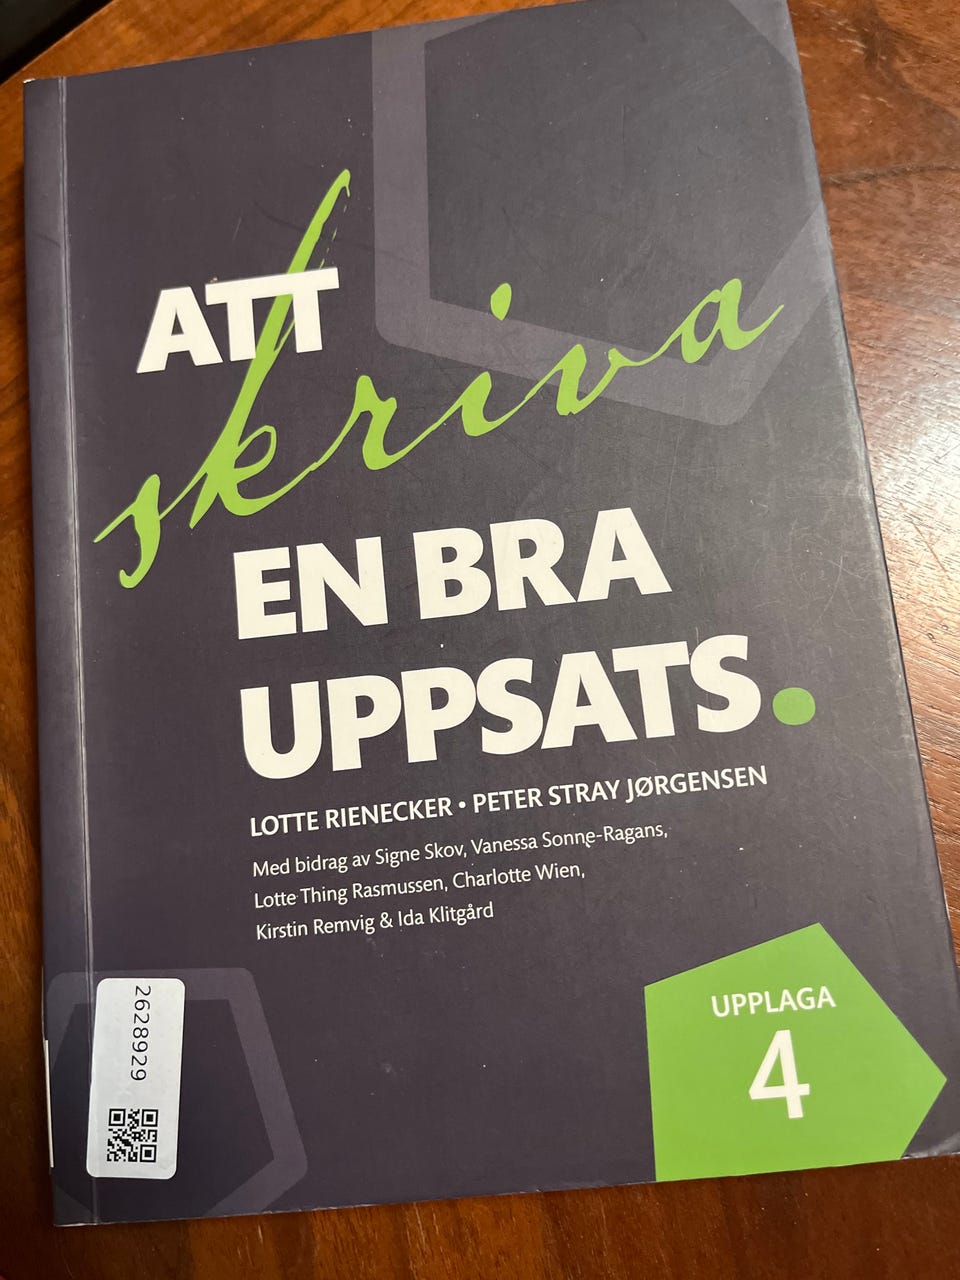 ATT
skriva
EN BRA
UPPSATS.
LOTTE RIENECKER • PETER STRAY JØRGENSEN
Med bidrag av Signe Skov, Vanessa Sonne-Ragans,
Lotte Thing Rasmussen, Charlotte Wien,
Kirstin Remvig & Ida Klitgård
UPPLAGA
4
2628929